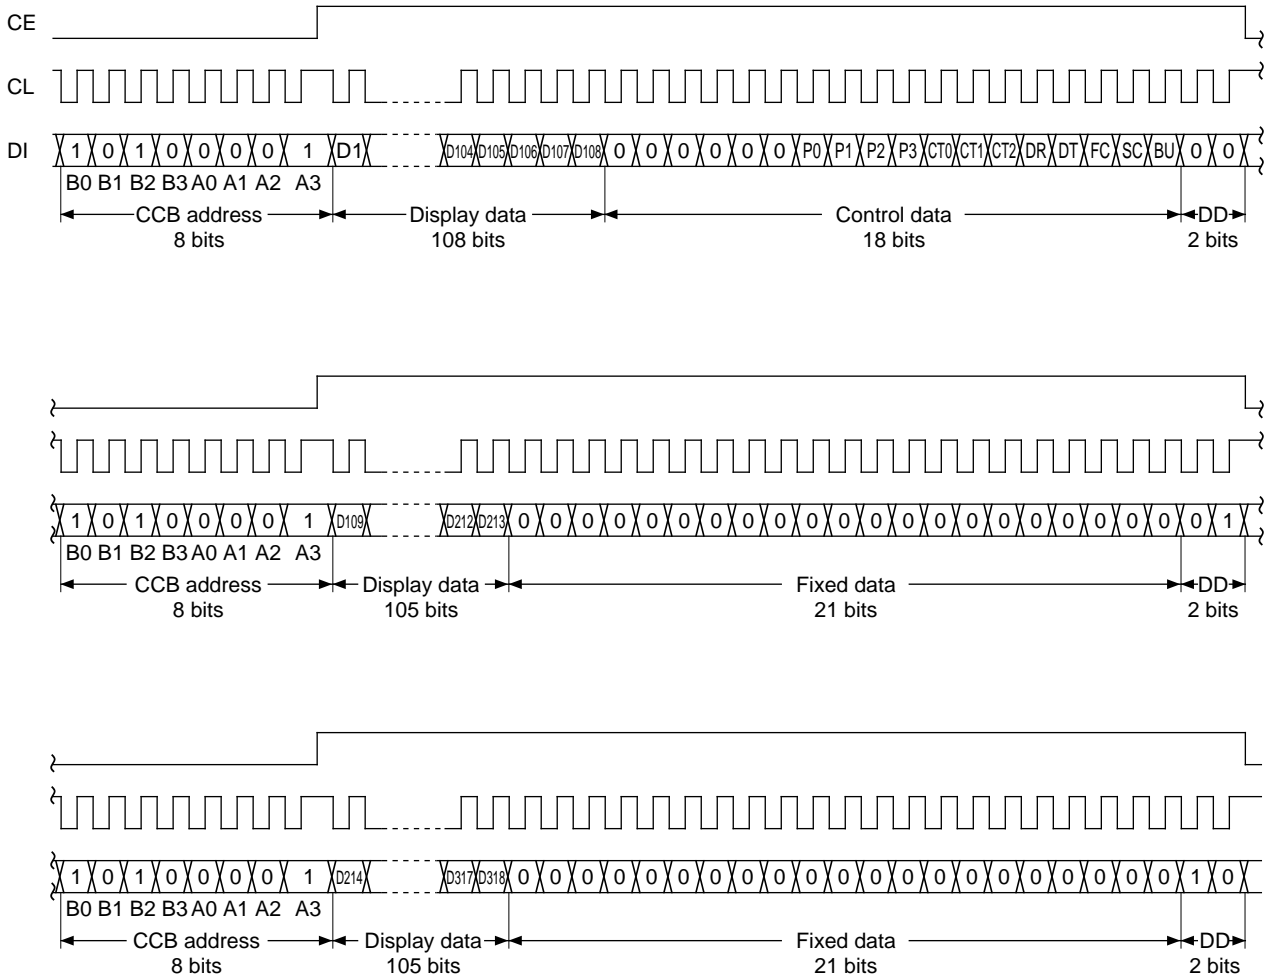 CE
CL
DI 1 0 1 0 0 0 0 1 D1 D104 D105 D106 D107 D108 0 0 0 0 0 0 P0 P1 P2 P3 CT0 CT1 CT2 DR DT FC SC BU 0 0
B0 B1 B2 B3 A0 A1 A2 A3
CCB address Display data Control data DD
8 bits 108 bits 18 bits 2 bits
1 0 1 0 0 0 0 1 D109 D212 D213 0 0 0 0 0 0 0 0 0 0 0 0 0 0 0 0 0 0 0 0 0 0 1
B0 B1 B2 B3 A0 A1 A2 A3
CCB address Display data Fixed data DD
8 bits 105 bits 21 bits 2 bits
1 0 1 0 0 0 0 1 D214 D317 D318 0 0 0 0 0 0 0 0 0 0 0 0 0 0 0 0 0 0 0 0 0 1 0
B0 B1 B2 B3 A0 A1 A2 A3
CCB address Display data Fixed data DD
8 bits 105 bits 21 bits 2 bits